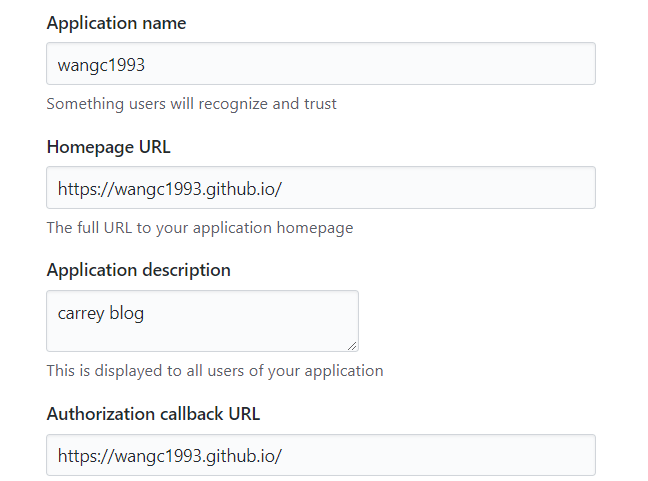 Application name
wangc1993
Something users will recognize and trust
Homepage URL
https://wangc1993.github.io/
The full URL to your application homepage
Application description
carrey blog
This is displayed to all users of your application
Authorization callback URL
https://wangc1993.github.io/